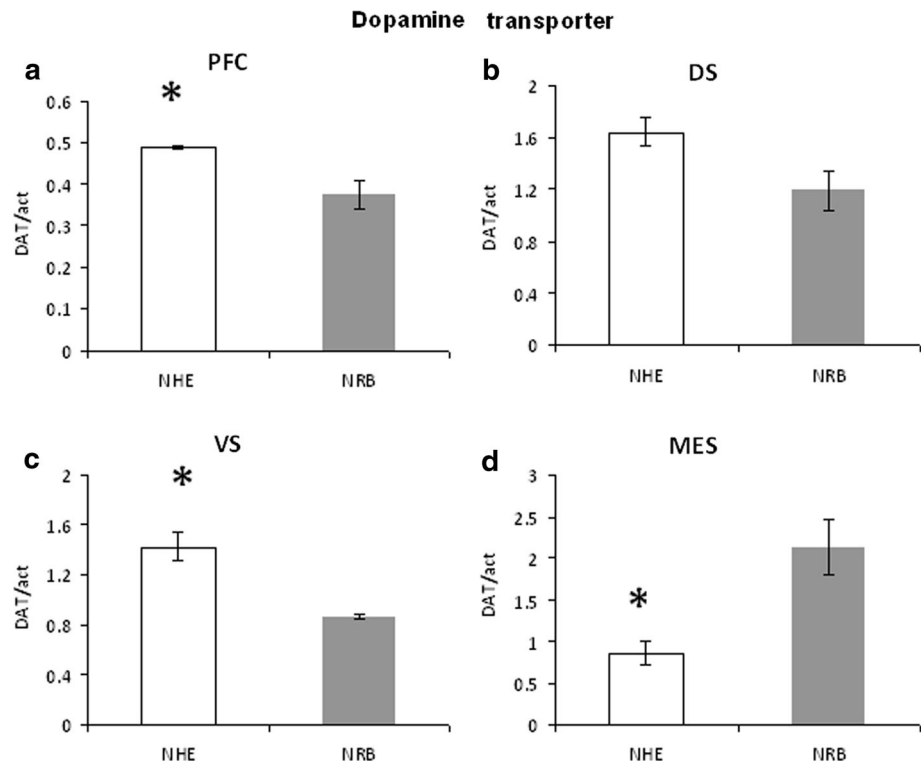 Dopamine transporter
a
PFC
*
0.6
0.5
0.4
0.3
0.2
0.1
0
DAT/act
NHE
NRB
b
DS
2
1.6
1.2
0.8
0.4
0
DAT/act
NHE
NRB
c
VS
*
2
1.6
1.2
0.8
0.4
0
DAT/act
NHE
NRB
d
MES
*
3
2.5
2
1.5
1
0.5
0
DAT/act
NHE
NRB